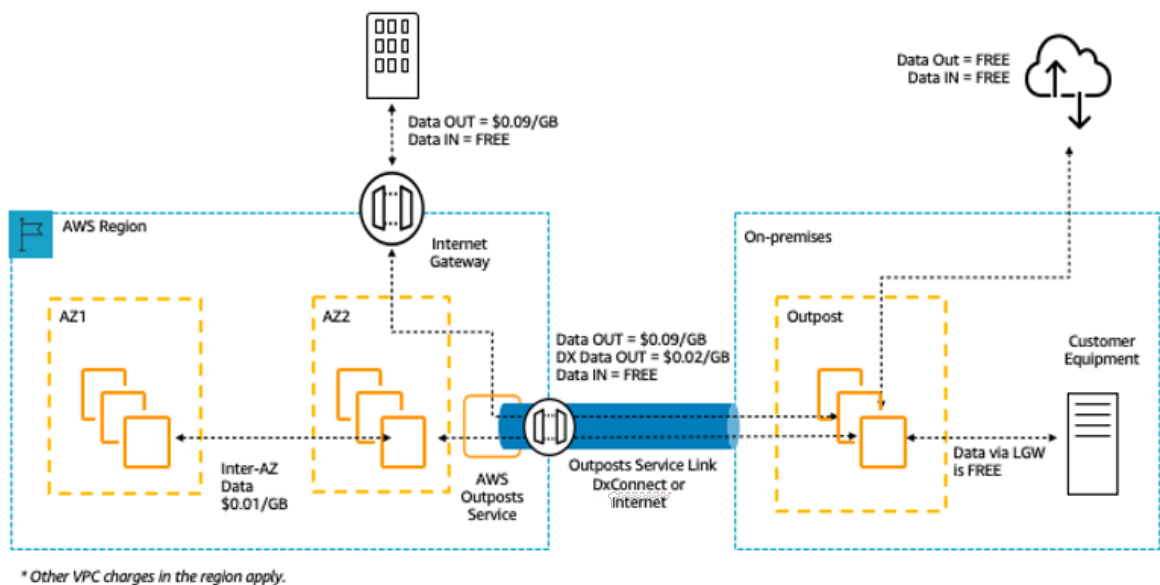 Data OUT = $0.09/GB
Data IN = FREE
Data Out = FREE
Data IN = FREE
AWS Region
Internet
Gateway
On-premises
AZ1
AZ2
Data OUT = $0.09/GB
DX Data OUT = $0.02/GB
Data IN = FREE
Outpost
Customer
Equipment
Inter-AZ
Data
$0.01/GB
AWS
Outposts
Service
Outposts Service Link
DxConnect or
Internet
Data via LGW
is FREE
* Other VPC charges in the region apply.